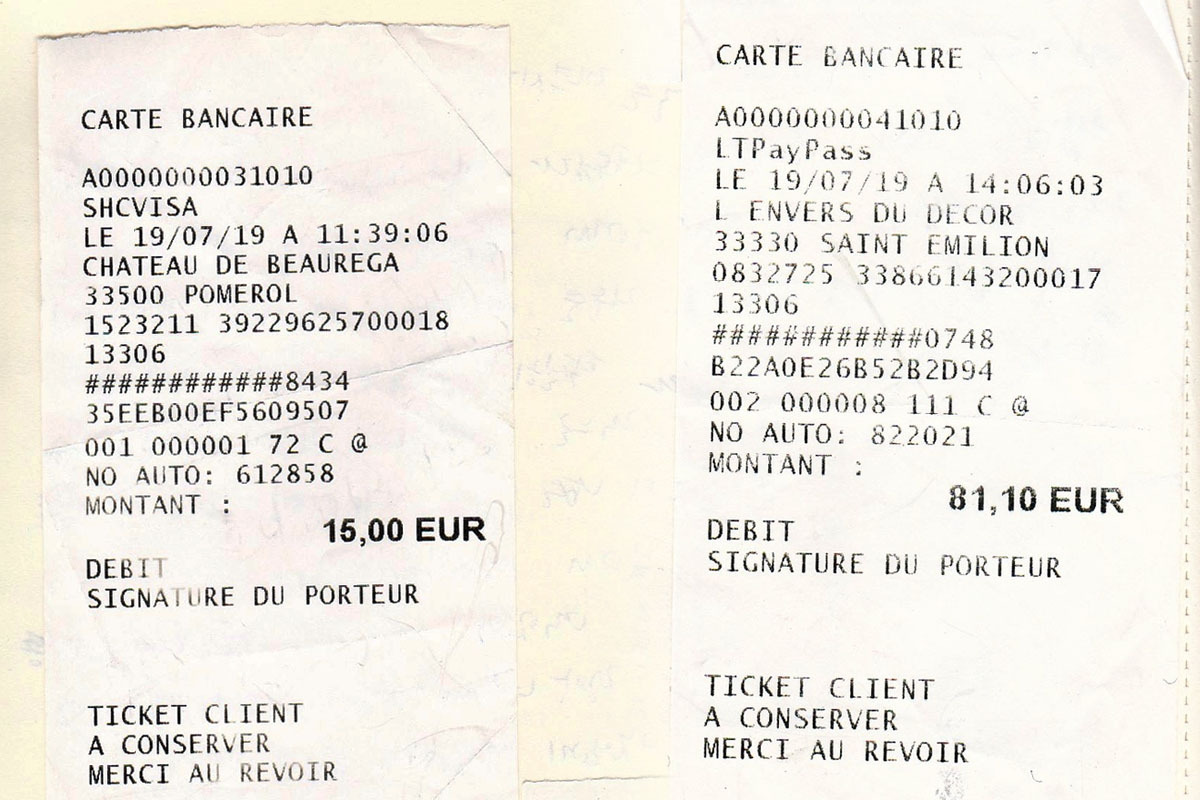 CARTE BANCAIRE
A0000000031010
SHCVISA
LE 19/07/19 A 11:39:06
CHATEAU DE BEAUREGA
33500 POMEROL
1523211 39229625700018
13306
############8434
35EEB00EF5609507
001 000001 72 C @
NO AUTO: 612858
MONTANT :
15,00 EUR
DEBIT
SIGNATURE DU PORTEUR
TICKET CLIENT
A CONSERVER
MERCI AU REVOIR
CARTE BANCAIRE
A0000000041010
LTPayPass
LE 19/07/19 A 14:06:03
L ENVERS DU DECOR
33330 SAINT EMILION
0832725 33866143200017
13306
############0748
B22A0E26B52B2D94
002 000008 111 C @
NO AUTO: 822021
MONTANT :
81,10 EUR
DEBIT
SIGNATURE DU PORTEUR
TICKET CLIENT
A CONSERVER
MERCI AU REVOIR